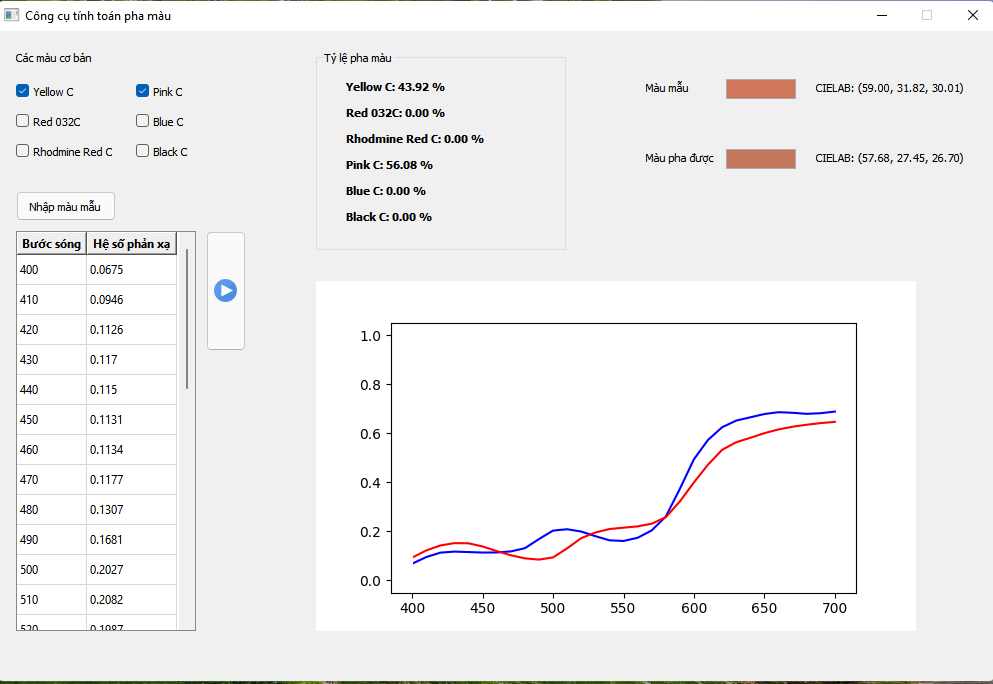 Công cụ tính toán pha màu
Các màu cơ bản
Yellow C
Pink C
Red 032C
Blue C
Rhodmine Red C
Black C
Nhập màu mẫu
Bước sóng Hệ số phản xạ
400 0.0675
410 0.0946
420 0.1126
430 0.117
440 0.115
450 0.1131
460 0.1134
470 0.1177
480 0.1307
490 0.1681
500 0.2027
510 0.2082
520 0.1987
Tỷ lệ pha màu
Yellow C: 43.92 %
Red 032C: 0.00 %
Rhodmine Red C: 0.00 %
Pink C: 56.08 %
Blue C: 0.00 %
Black C: 0.00 %
Màu mẫu
CIELAB: (59.00, 31.82, 30.01)
Màu pha được
CIELAB: (57.68, 27.45, 26.70)
1.0
0.8
0.6
0.4
0.2
0.0
400 450 500 550 600 650 700